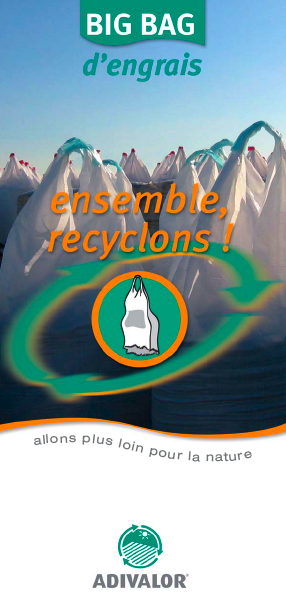 BIG BAG
d'engrais
ensemble,
recyclons !
allons plus loin pour la nature
ADIVALOR®